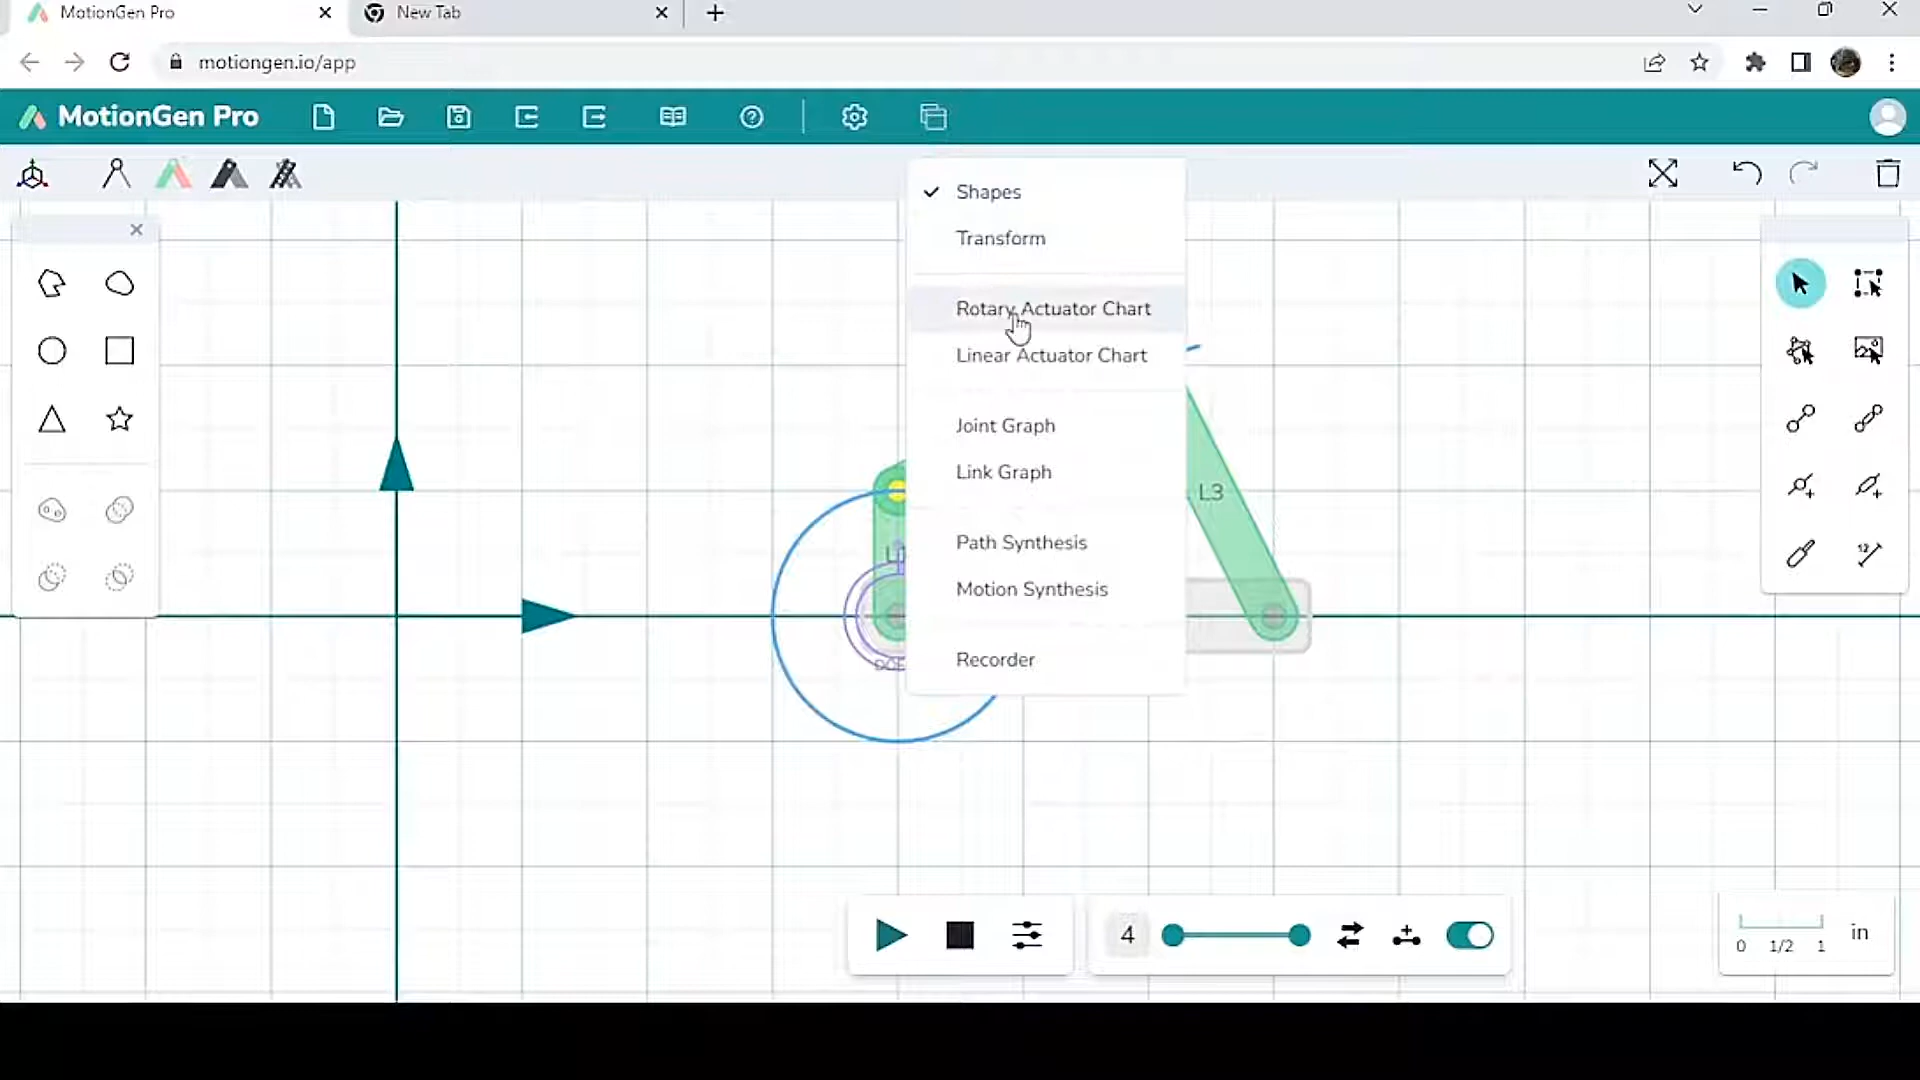 MotionGen Pro
New Tab
motiongen.io/app
MotionGen Pro
Shapes
Transform
Rotary Actuator Chart
Linear Actuator Chart
Joint Graph
Link Graph
Path Synthesis
Motion Synthesis
Recorder
L3
4
12
0 1/2 1
in